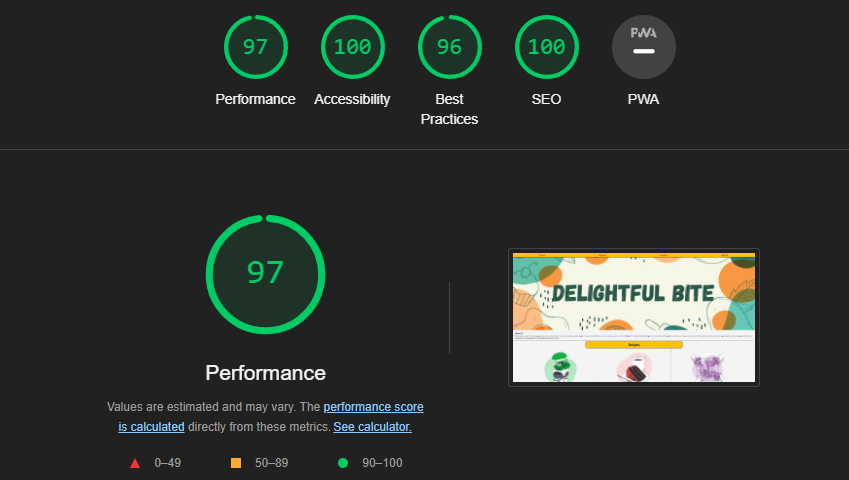 97
100
96
100
PWA
Performance
Accessibility
Best
Practices
SEO
PWA
97
DELIGHTFUL BITE
Recipes
Performance
Values are estimated and may vary. The performance score
is calculated directly from these metrics. See calculator.
0–49
50–89
90–100